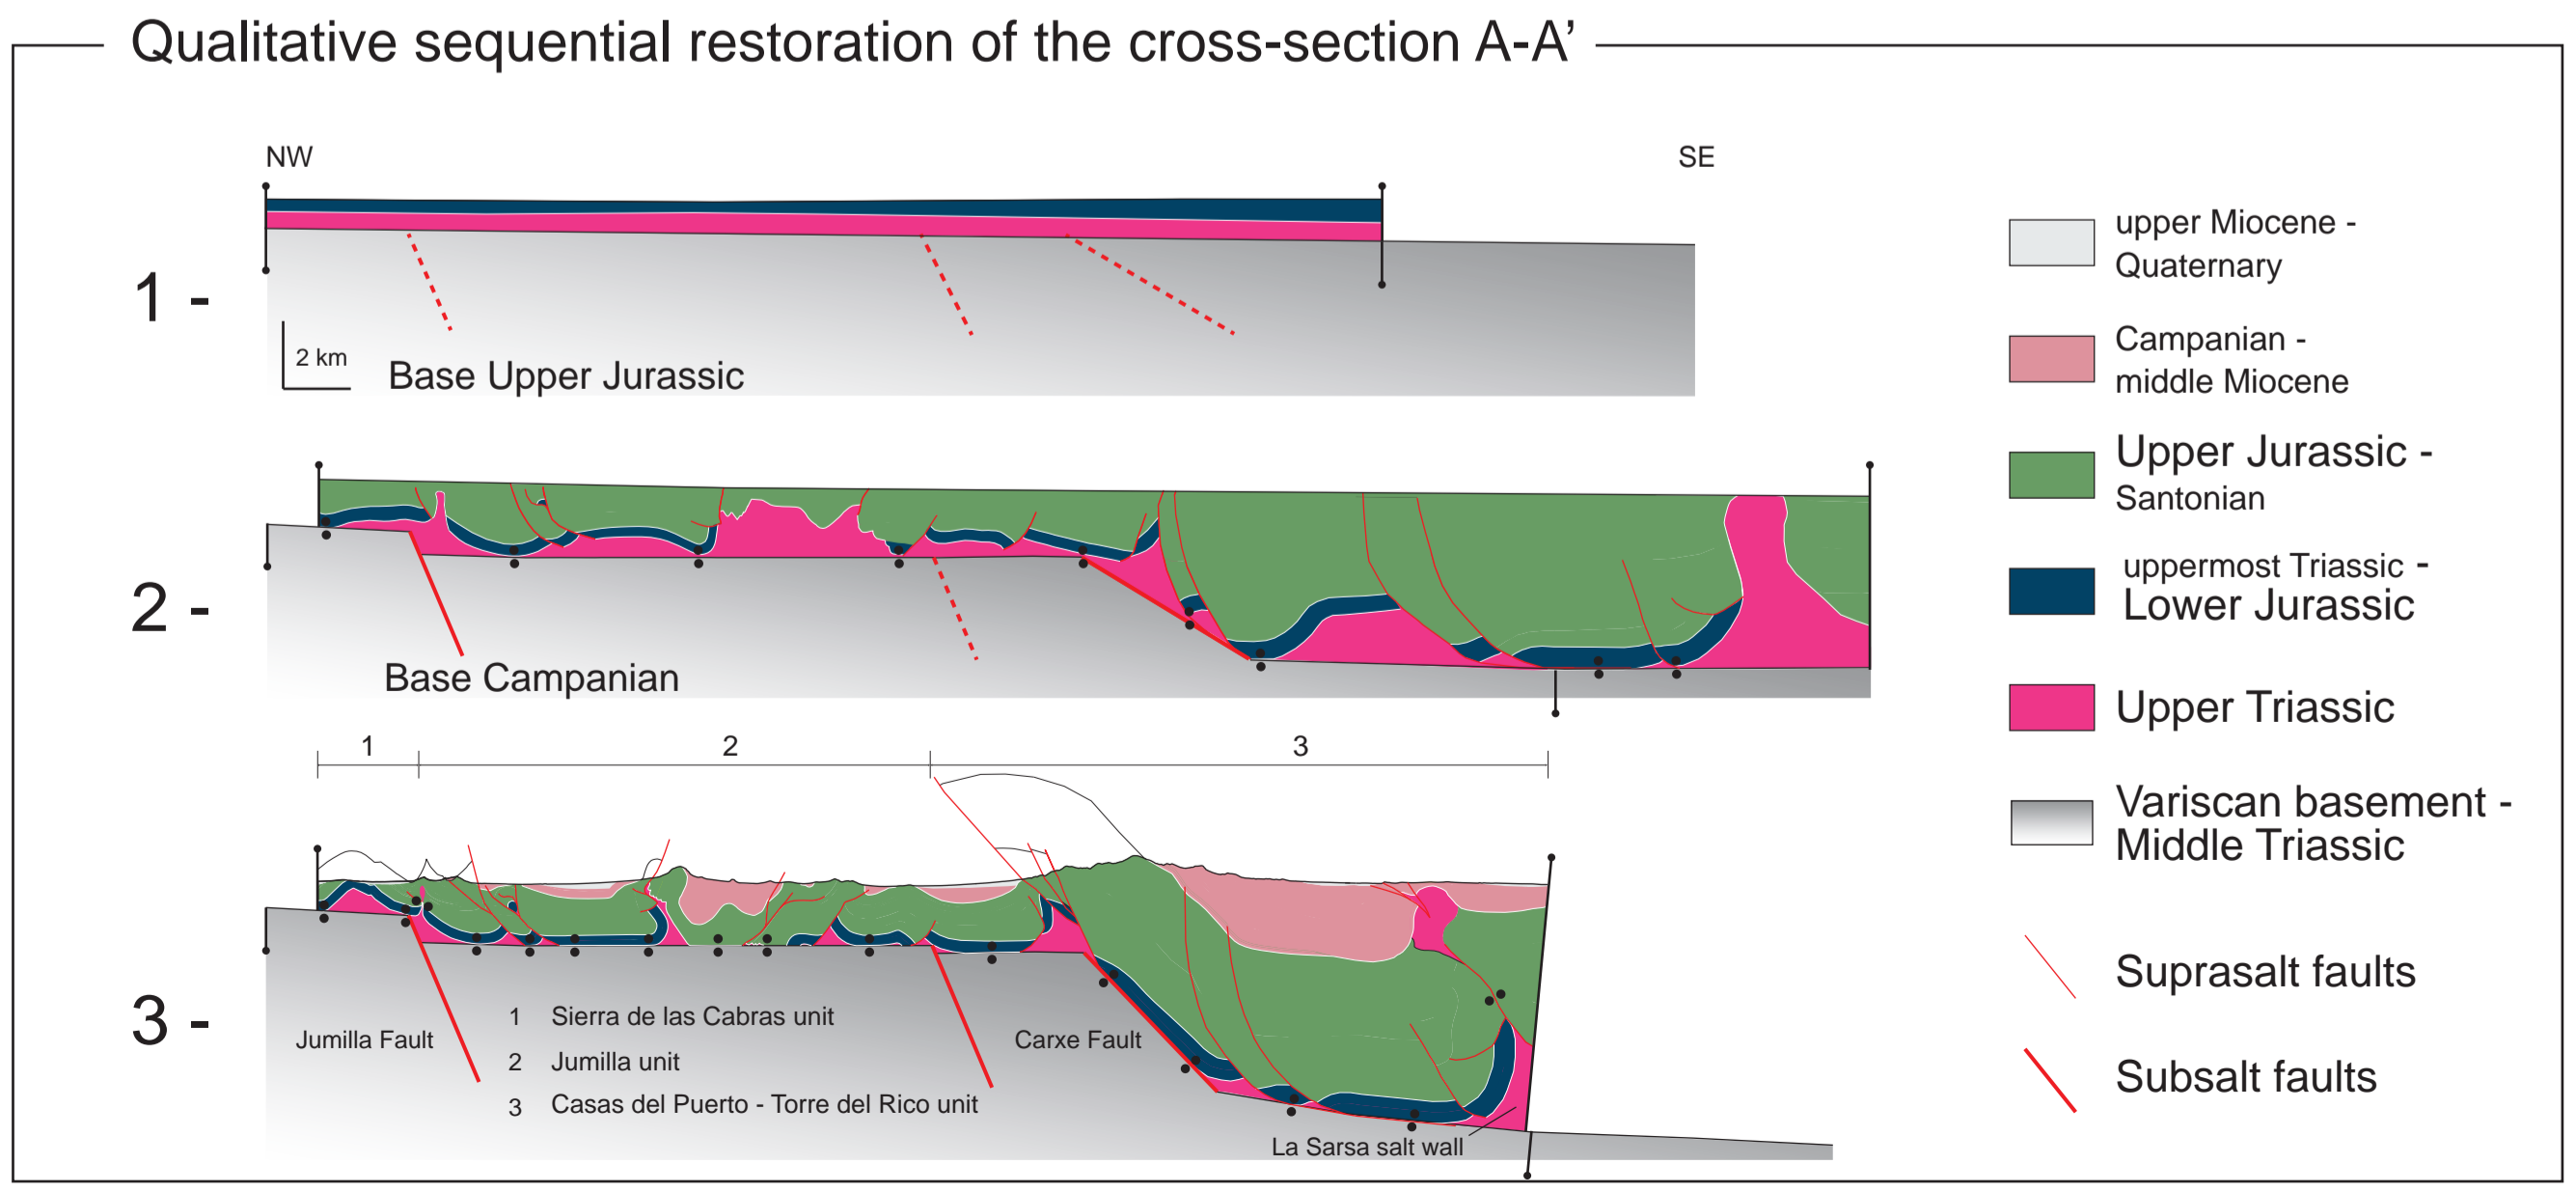 Qualitative sequential restoration of the cross-section A-A’
NW
SE
1 -
2 km
Base Upper Jurassic
2 -
Base Campanian
1
2
3
3 -
Jumilla Fault
1 Sierra de las Cabras unit
2 Jumilla unit
3 Casas del Puerto - Torre del Rico unit
Carxe Fault
La Sarsa salt wall
upper Miocene -
Quaternary
Campanian -
middle Miocene
Upper Jurassic -
Santonian
uppermost Triassic -
Lower Jurassic
Upper Triassic
Variscan basement -
Middle Triassic
Suprasalt faults
Subsalt faults